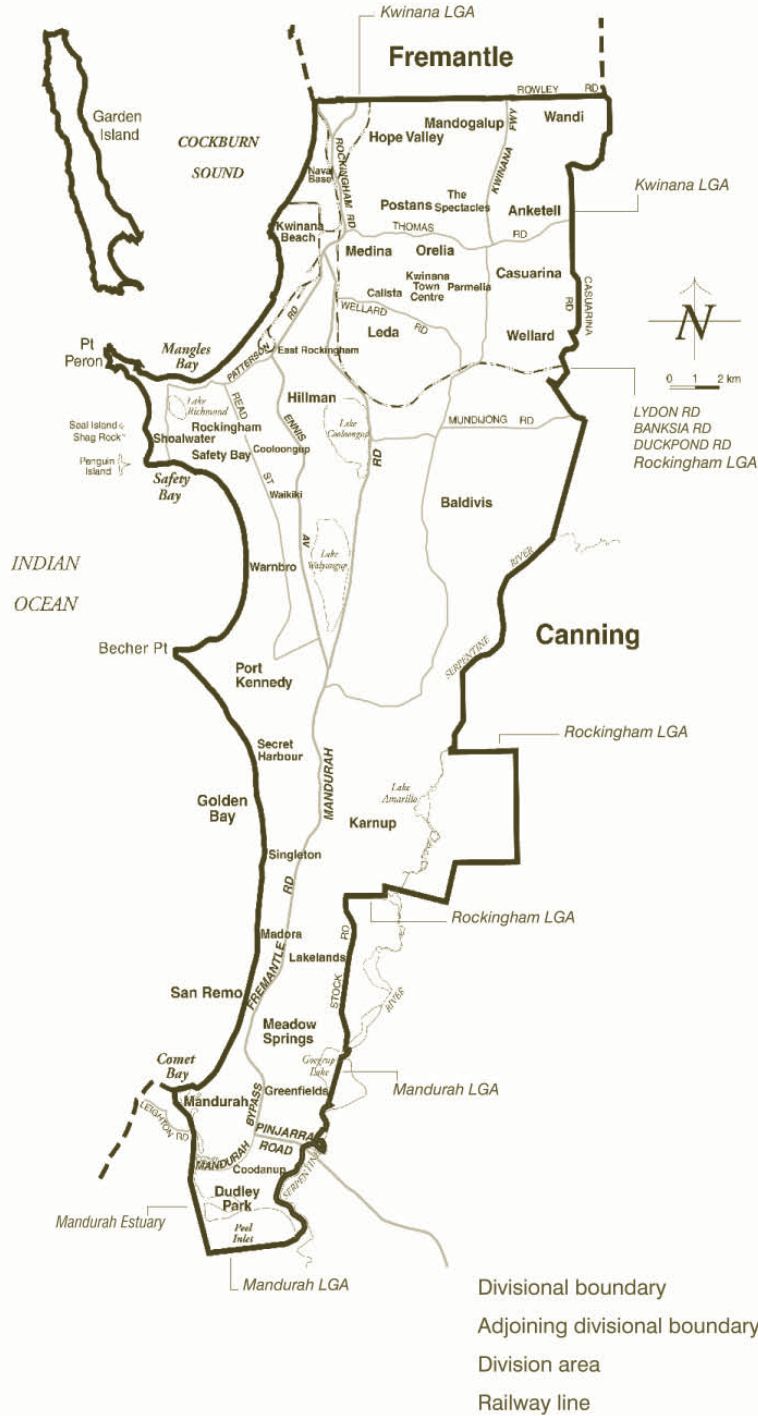 Kwinana LGA
Fremantle
ROWLEY RD
Garden
Island
COCKBURN
SOUND
Mandogalup
Wandi
Hope Valley
KWINANA FWY
ROCKINGHAM RD
Naval
Base
Kwinana LGA
Postans
The
Spectacles
Anketell
Kwinana
Beach
THOMAS RD
Medina
Orelia
Kwinana
Town
Centre
Casuarina
Calista
Parmelia
CASUARINA RD
WELLARD RD
Leda
Wellard
N
Pt
Peron
Mangles
Bay
PATTERSON RD
East Rockingham
0 1 2 km
LYDON RD
BANKSIA RD
DUCKPOND RD
Rockingham LGA
Lake
Richmond
READ ST
Hillman
ENNIS AV
Lake
Cooloongup
MUNDIJONG RD
Seal Island
Shag Rock
Shoalwater
Rockingham
Safety Bay
Cooloongup
Penguin
Island
Safety
Bay
Waikiki
Baldivis
INDIAN
OCEAN
Warnbro
Lake
Walyungup
SERPENTINE RIVER
Canning
Becher Pt
Port
Kennedy
MANDURAH RD
Rockingham LGA
Secret
Harbour
Golden
Bay
Lake
Amarillo
Karnup
Singleton
Rockingham LGA
Madora
FREMANTLE RD
Lakelands
STOCK RD
San Remo
RIVER
Meadow
Springs
Comet
Bay
Goegrup
Lake
Mandurah
Greenfields
Mandurah LGA
LEIGHTON RD
MANDURAH BYPASS
PINJARRA
ROAD
Coodanup
SERPENTINE
Dudley
Park
Mandurah Estuary
Peel
Inlet
Mandurah LGA
Divisional boundary
Adjoining divisional boundary
Division area
Railway line